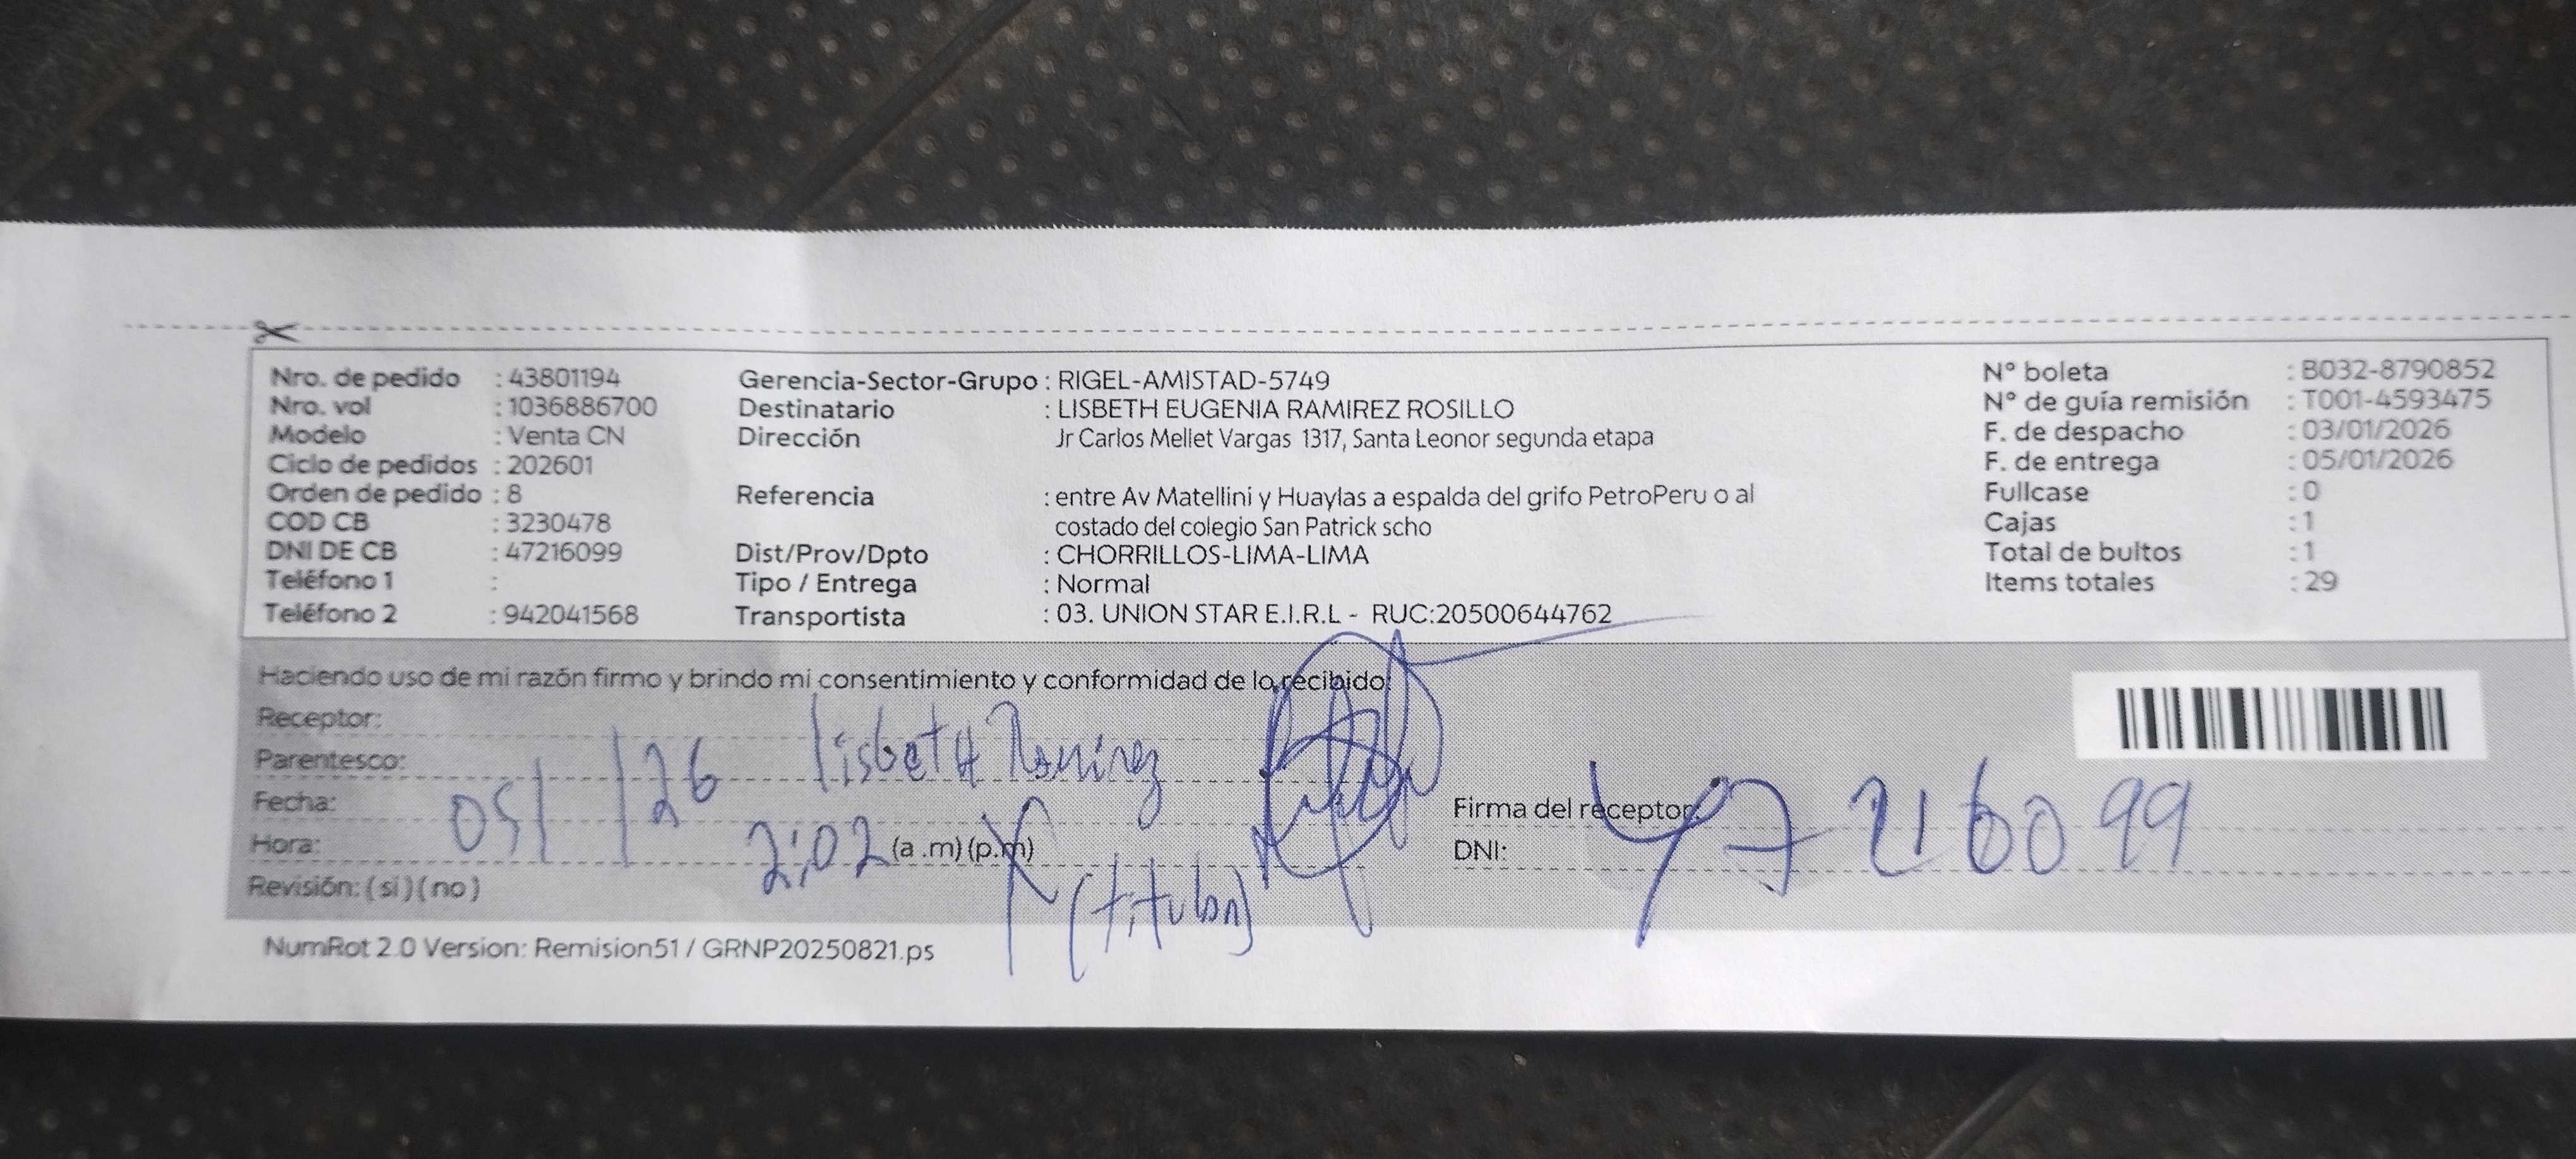 Nro. de pedido : 43801194
Nro. vol : 1036886700
Modelo : Venta CN
Ciclo de pedidos : 202601
Orden de pedido : 8
COD CB : 3230478
DNI DE CB : 47216099
Teléfono 1 :
Teléfono 2 : 942041568
Gerencia-Sector-Grupo : RIGEL-AMISTAD-5749
Destinatario : LISBETH EUGENIA RAMIREZ ROSILLO
Dirección Jr Carlos Mellet Vargas 1317, Santa Leonor segunda etapa
Referencia : entre Av Matellini y Huaylas a espalda del grifo PetroPeru o al
costado del colegio San Patrick scho
Dist/Prov/Dpto : CHORRILLOS-LIMA-LIMA
Tipo / Entrega : Normal
Transportista : 03. UNION STAR E.I.R.L - RUC:20500644762
N° boleta : B032-8790852
N° de guía remisión : T001-4593475
F. de despacho : 03/01/2026
F. de entrega : 05/01/2026
Fullcase : 0
Cajas : 1
Total de bultos : 1
Items totales : 29
Haciendo uso de mi razón firmo y brindo mi consentimiento y conformidad de lo recibido
Receptor:
Parentesco: lisbeth Ramirez
Fecha: 05/ /26
Hora: 2:02 (a .m) (p.m)
Revisión: (si) (no) (titular)
Firma del receptor:
DNI: 47216099
NumRot 2.0 Version: Remision51 / GRNP20250821.ps